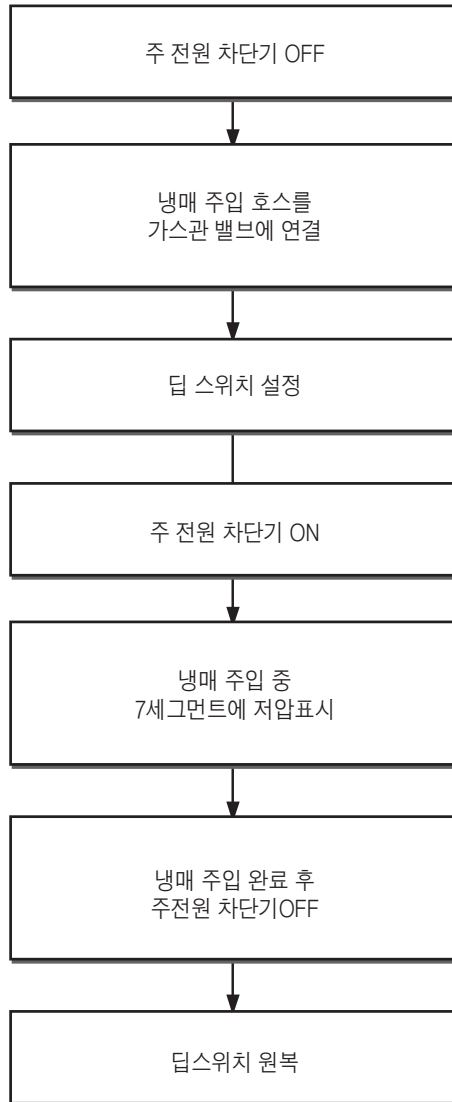 주 전원 차단기 OFF
냉매 주입 호스를
가스관 밸브에 연결
딥 스위치 설정
주 전원 차단기 ON
냉매 주입 중
7세그먼트에 저압표시
냉매 주입 완료 후
주전원 차단기OFF
딥스위치 원복